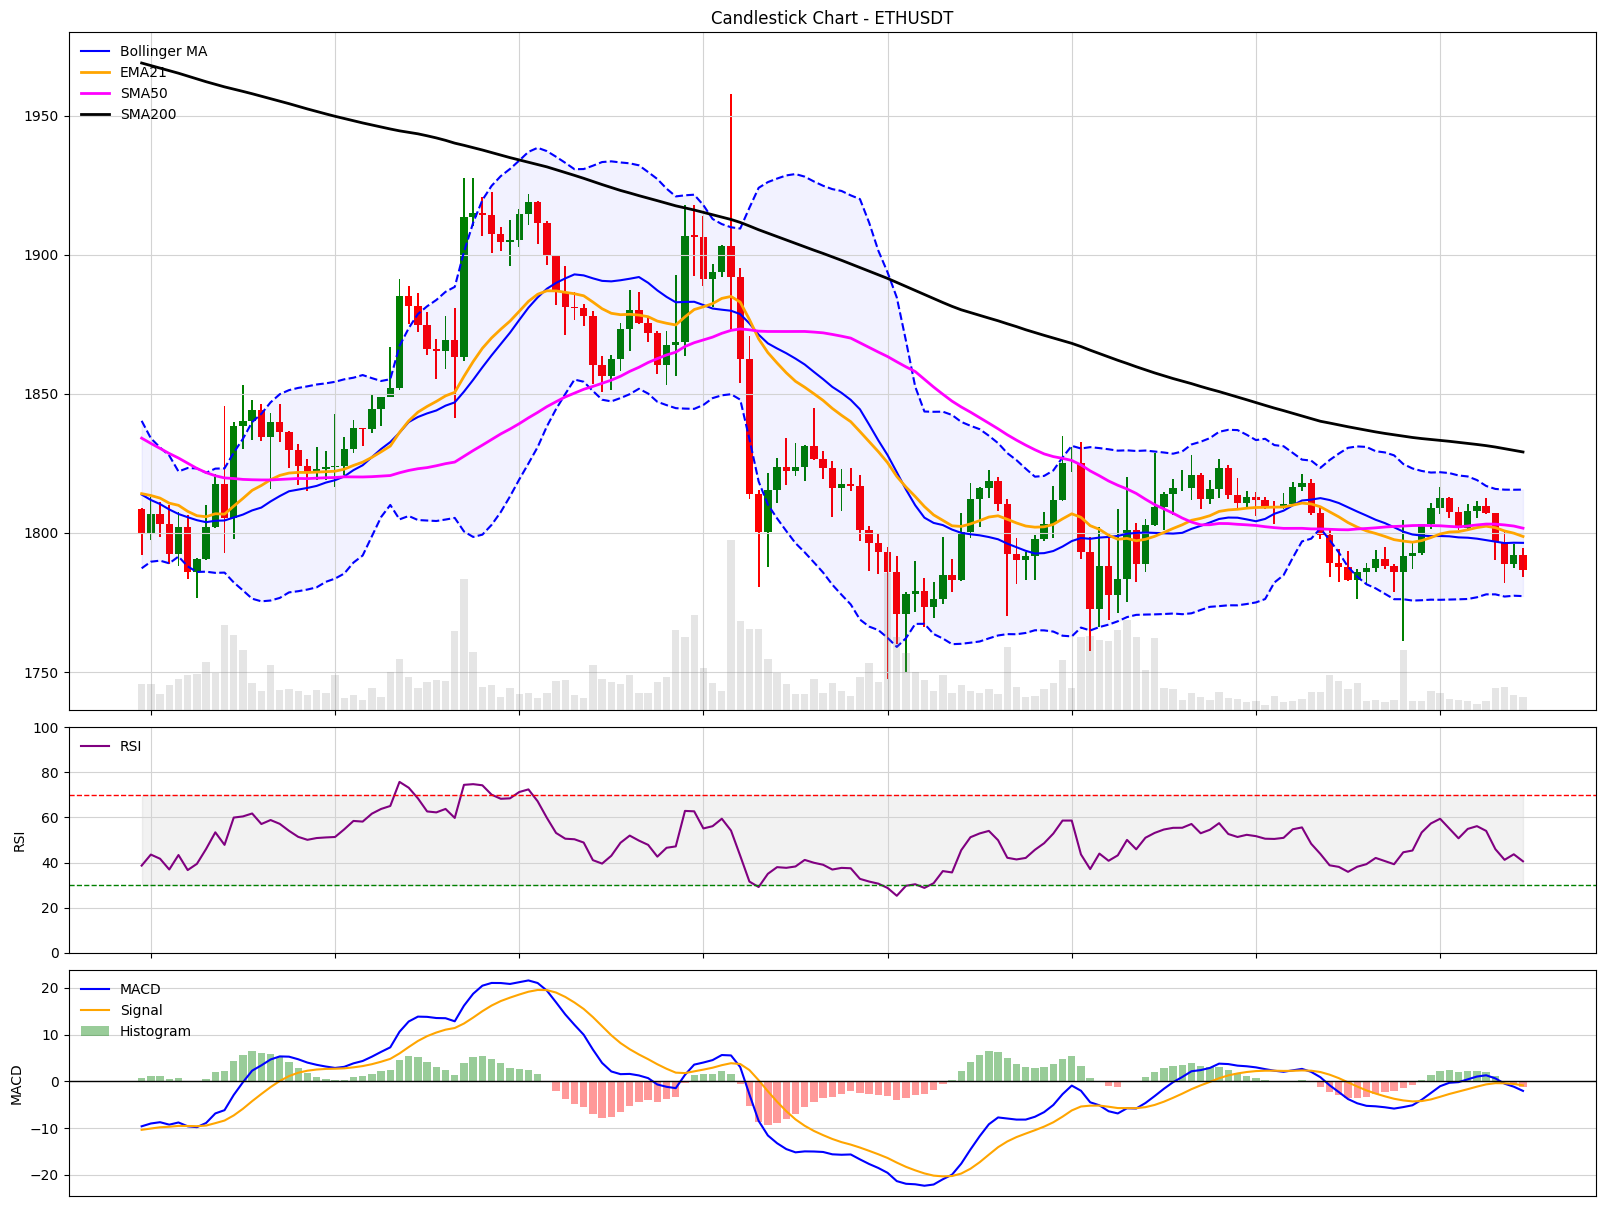 Candlestick Chart - ETHUSDT
Bollinger MA
EMA21
SMA50
SMA200
1950
1900
1850
1800
1750
RSI
100
80
60
40
20
0
RSI
MACD
Signal
Histogram
20
10
0
−10
−20
MACD